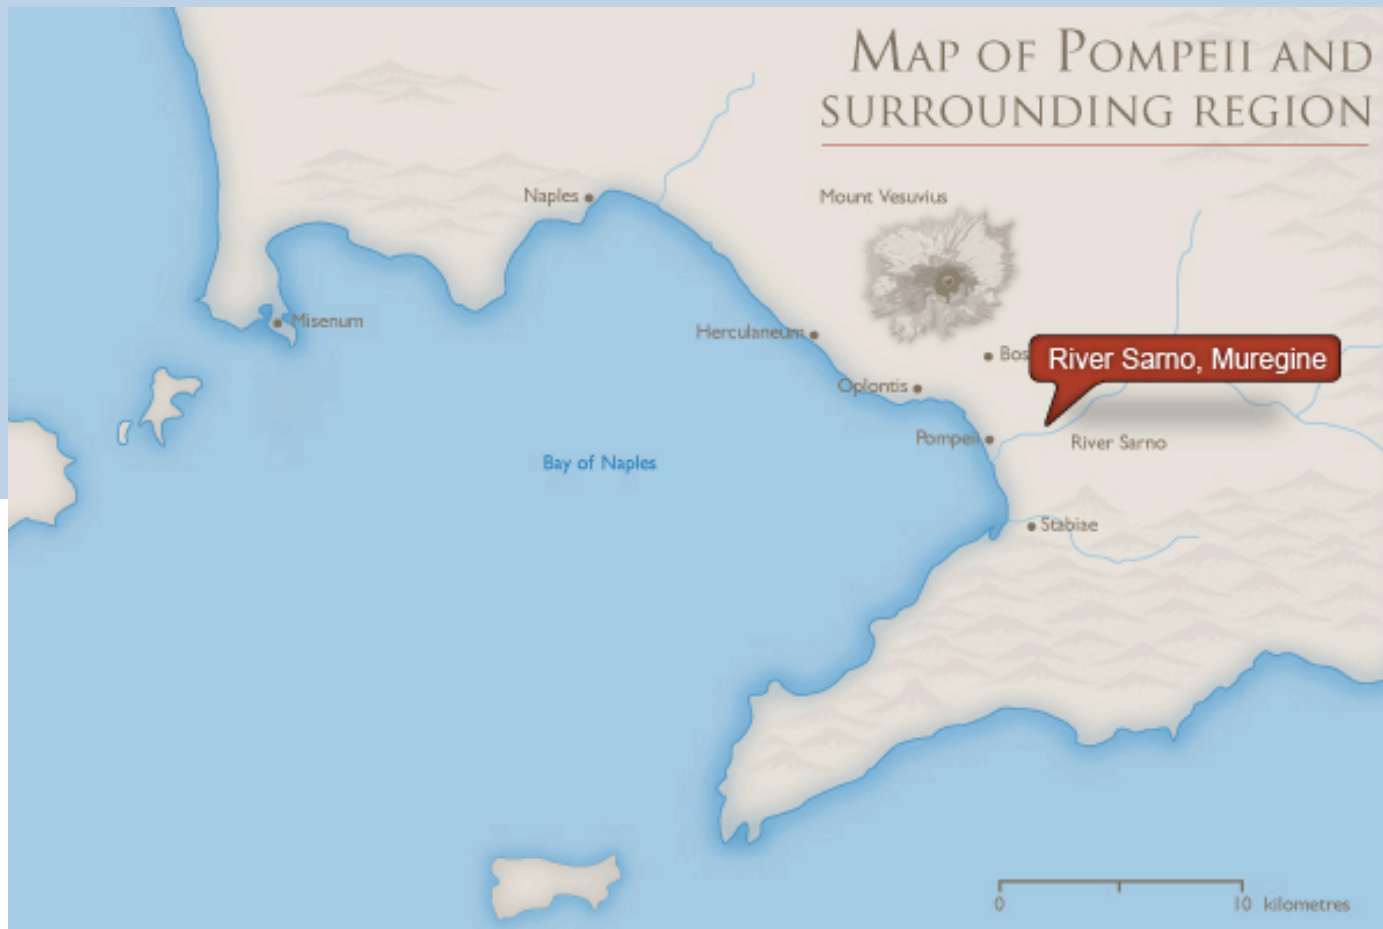 MAP OF POMPEII AND
SURROUNDING REGION
Naples
Mount Vesuvius
Misenum
Herculaneum
Bos
River Sarno, Muregine
Oplontis
Pompeii
River Sarno
Bay of Naples
Stabiae
0 10 kilometres